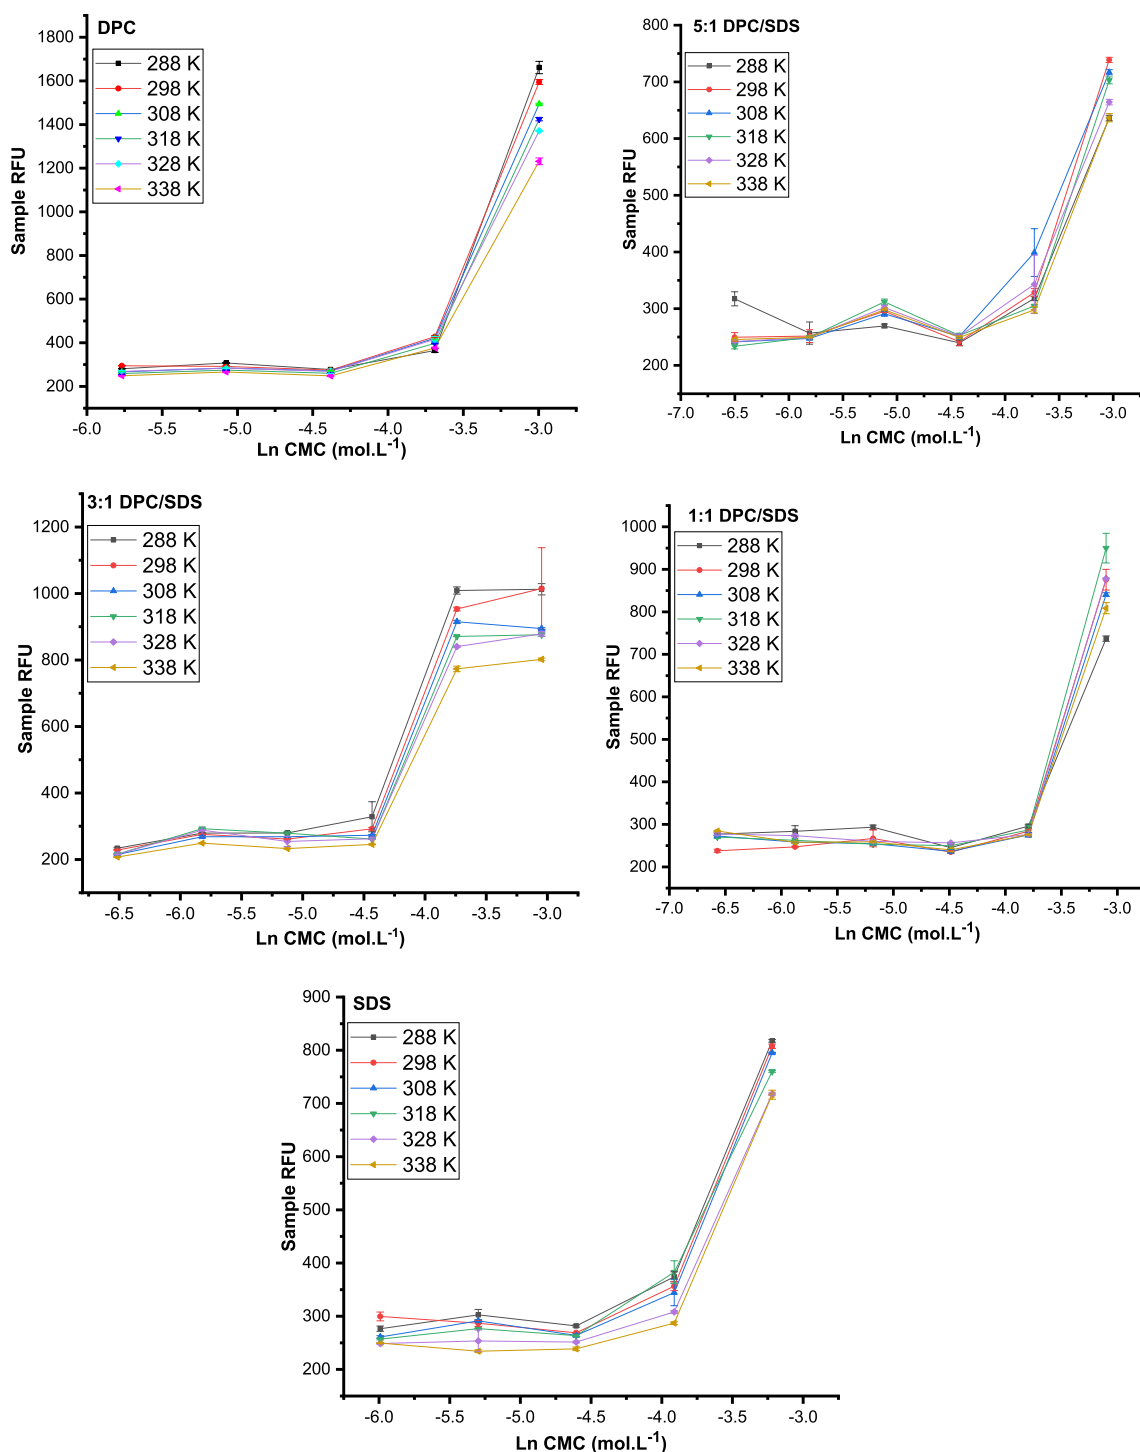 DPC
288 K
298 K
308 K
318 K
328 K
338 K
1800
1600
1400
1200
1000
800
600
400
200
Sample RFU
-6.0 -5.5 -5.0 -4.5 -4.0 -3.5 -3.0
Ln CMC (mol.L-1)
5:1 DPC/SDS
288 K
298 K
308 K
318 K
328 K
338 K
800
700
600
500
400
300
200
Sample RFU
-7.0 -6.5 -6.0 -5.5 -5.0 -4.5 -4.0 -3.5 -3.0
Ln CMC (mol.L-1)
3:1 DPC/SDS
288 K
298 K
308 K
318 K
328 K
338 K
1200
1000
800
600
400
200
Sample RFU
-6.5 -6.0 -5.5 -5.0 -4.5 -4.0 -3.5 -3.0
Ln CMC (mol.L-1)
1:1 DPC/SDS
288 K
298 K
308 K
318 K
328 K
338 K
1000
900
800
700
600
500
400
300
200
Sample RFU
-7.0 -6.5 -6.0 -5.5 -5.0 -4.5 -4.0 -3.5 -3.0
Ln CMC (mol.L-1)
SDS
288 K
298 K
308 K
318 K
328 K
338 K
900
800
700
600
500
400
300
200
Sample RFU
-6.0 -5.5 -5.0 -4.5 -4.0 -3.5 -3.0
Ln CMC (mol.L-1)